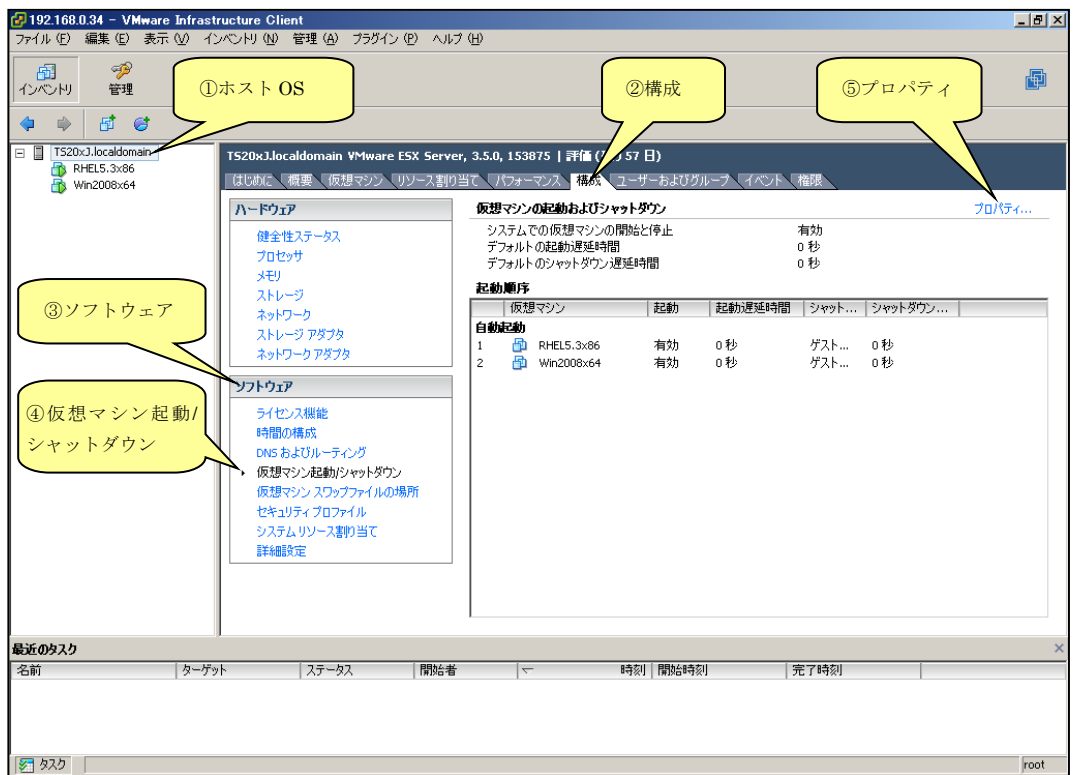 192.168.0.34 - VMware Infrastructure Client
ファイル(F) 編集(E) 表示(V) インベントリ(N) 管理(A) プラグイン(P) ヘルプ(H)
インベントリ 管理
①ホスト OS
②構成
⑤プロパティ
TS20xJ.localdomain
RHEL5.3x86
Win2008x64
TS20xJ.localdomain VMware ESX Server, 3.5.0, 153875 | 評価 ( 57 日)
はじめに 概要 仮想マシン リソース割り当て パフォーマンス 構成 ユーザーおよびグループ イベント 権限
ハードウェア
健全性ステータス
プロセッサ
メモリ
ストレージ
ネットワーク
ストレージ アダプタ
ネットワーク アダプタ
③ソフトウェア
ソフトウェア
④仮想マシン起動/
シャットダウン
ライセンス機能
時間の構成
DNS およびルーティング
仮想マシン起動/シャットダウン
仮想マシン スワップファイルの場所
セキュリティ プロファイル
システム リソース割り当て
詳細設定
仮想マシンの起動およびシャットダウン プロパティ...
システムでの仮想マシンの開始と停止 有効
デフォルトの起動遅延時間 0 秒
デフォルトのシャットダウン遅延時間 0 秒
起動順序
仮想マシン 起動 起動遅延時間 シャット... シャットダウン...
自動起動
1 RHEL5.3x86 有効 0 秒 ゲスト... 0 秒
2 Win2008x64 有効 0 秒 ゲスト... 0 秒
最近のタスク
名前 ターゲット ステータス 開始者 時刻 開始時刻 完了時刻
タスク root